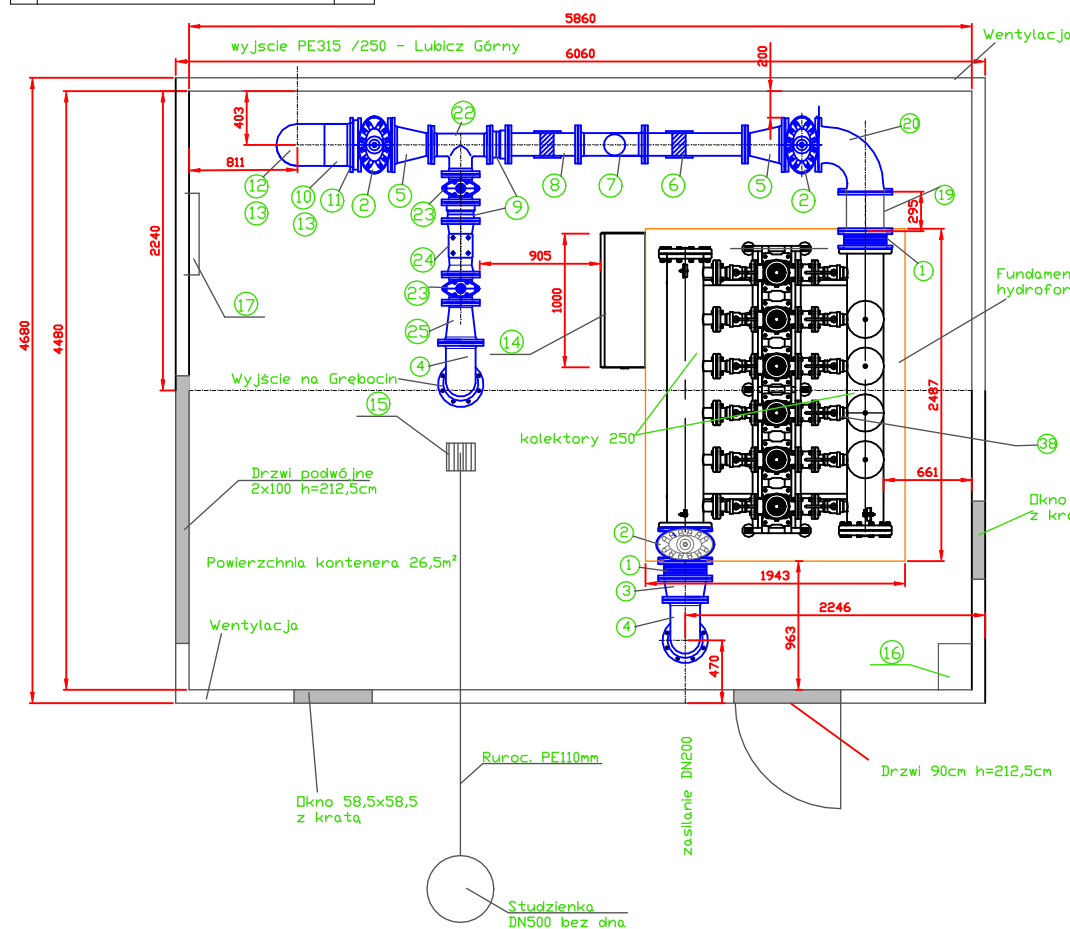 5860
wyjscie PE315 /250 - Lubicz Górny
Wentylacja
6060
200
403
22
20
811
12
13
10
13
11
2
5
23
9
8
7
6
5
2
19
295
24
905
1
2240
17
23
1000
Fundamen
hydrofor
4680
4480
25
14
4
Wyjście na Grębocin
15
2487
kolektory 250
38
661
Drzwi podwójne
2x100 h=212,5cm
Okno
z kra
2
Powierzchnia kontenera 26,5m²
1
1943
3
2246
Wentylacja
4
963
470
16
Ruroc. PE110mm
zasilanie DN200
Drzwi 90cm h=212,5cm
Okno 58,5x58,5
z kratą
Studzienka
DN500 bez dna